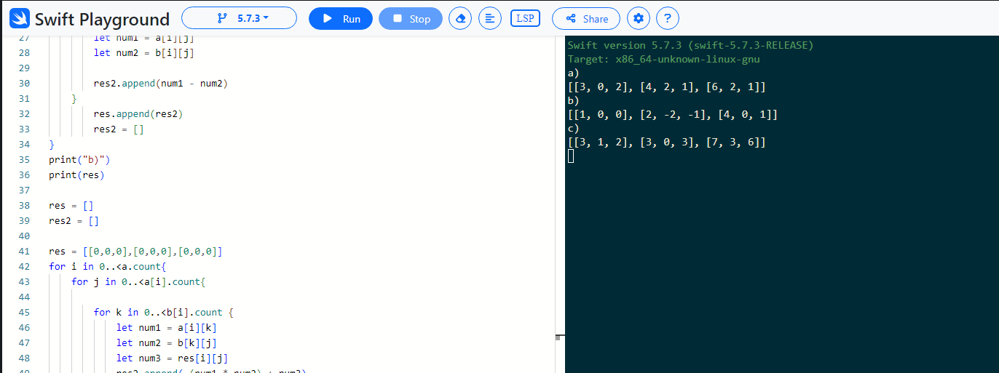 Swift Playground
5.7.3
Run
Stop
LSP
Share
?
27 let num1 = a[i][j]
28 let num2 = b[i][j]
29
30 res2.append(num1 - num2)
31 }
32 res.append(res2)
33 res2 = []
34 }
35 print("b)")
36 print(res)
37
38 res = []
39 res2 = []
40
41 res = [[0,0,0],[0,0,0],[0,0,0]]
42 for i in 0..<a.count{
43 for j in 0..<a[i].count{
44
45 for k in 0..<b[i].count {
46 let num1 = a[i][k]
47 let num2 = b[k][j]
48 let num3 = res[i][j]
49 res2.append( (num1 * num2) + num3)
Swift version 5.7.3 (swift-5.7.3-RELEASE)
Target: x86_64-unknown-linux-gnu
a)
[[3, 0, 2], [4, 2, 1], [6, 2, 1]]
b)
[[1, 0, 0], [2, -2, -1], [4, 0, 1]]
c)
[[3, 1, 2], [3, 0, 3], [7, 3, 6]]